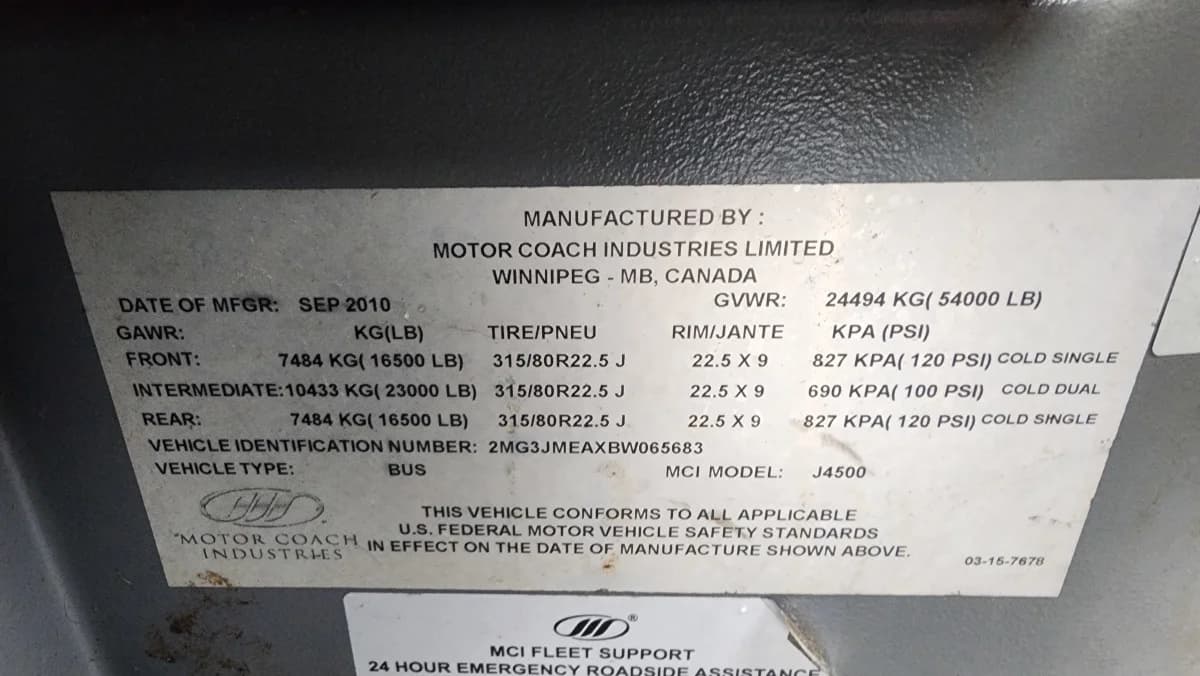 MANUFACTURED BY :
MOTOR COACH INDUSTRIES LIMITED
WINNIPEG - MB, CANADA
DATE OF MFGR: SEP 2010 GVWR: 24494 KG( 54000 LB)
GAWR: KG(LB) TIRE/PNEU RIM/JANTE KPA (PSI)
FRONT: 7484 KG( 16500 LB) 315/80R22.5 J 22.5 X 9 827 KPA( 120 PSI) COLD SINGLE
INTERMEDIATE: 10433 KG( 23000 LB) 315/80R22.5 J 22.5 X 9 690 KPA( 100 PSI) COLD DUAL
REAR: 7484 KG( 16500 LB) 315/80R22.5 J 22.5 X 9 827 KPA( 120 PSI) COLD SINGLE
VEHICLE IDENTIFICATION NUMBER: 2MG3JMEAXBW065683
VEHICLE TYPE: BUS MCI MODEL: J4500
MOTOR COACH
INDUSTRIES
THIS VEHICLE CONFORMS TO ALL APPLICABLE
U.S. FEDERAL MOTOR VEHICLE SAFETY STANDARDS
IN EFFECT ON THE DATE OF MANUFACTURE SHOWN ABOVE.
03-15-7678
®
MCI FLEET SUPPORT
24 HOUR EMERGENCY ROADSIDE ASSISTANCE